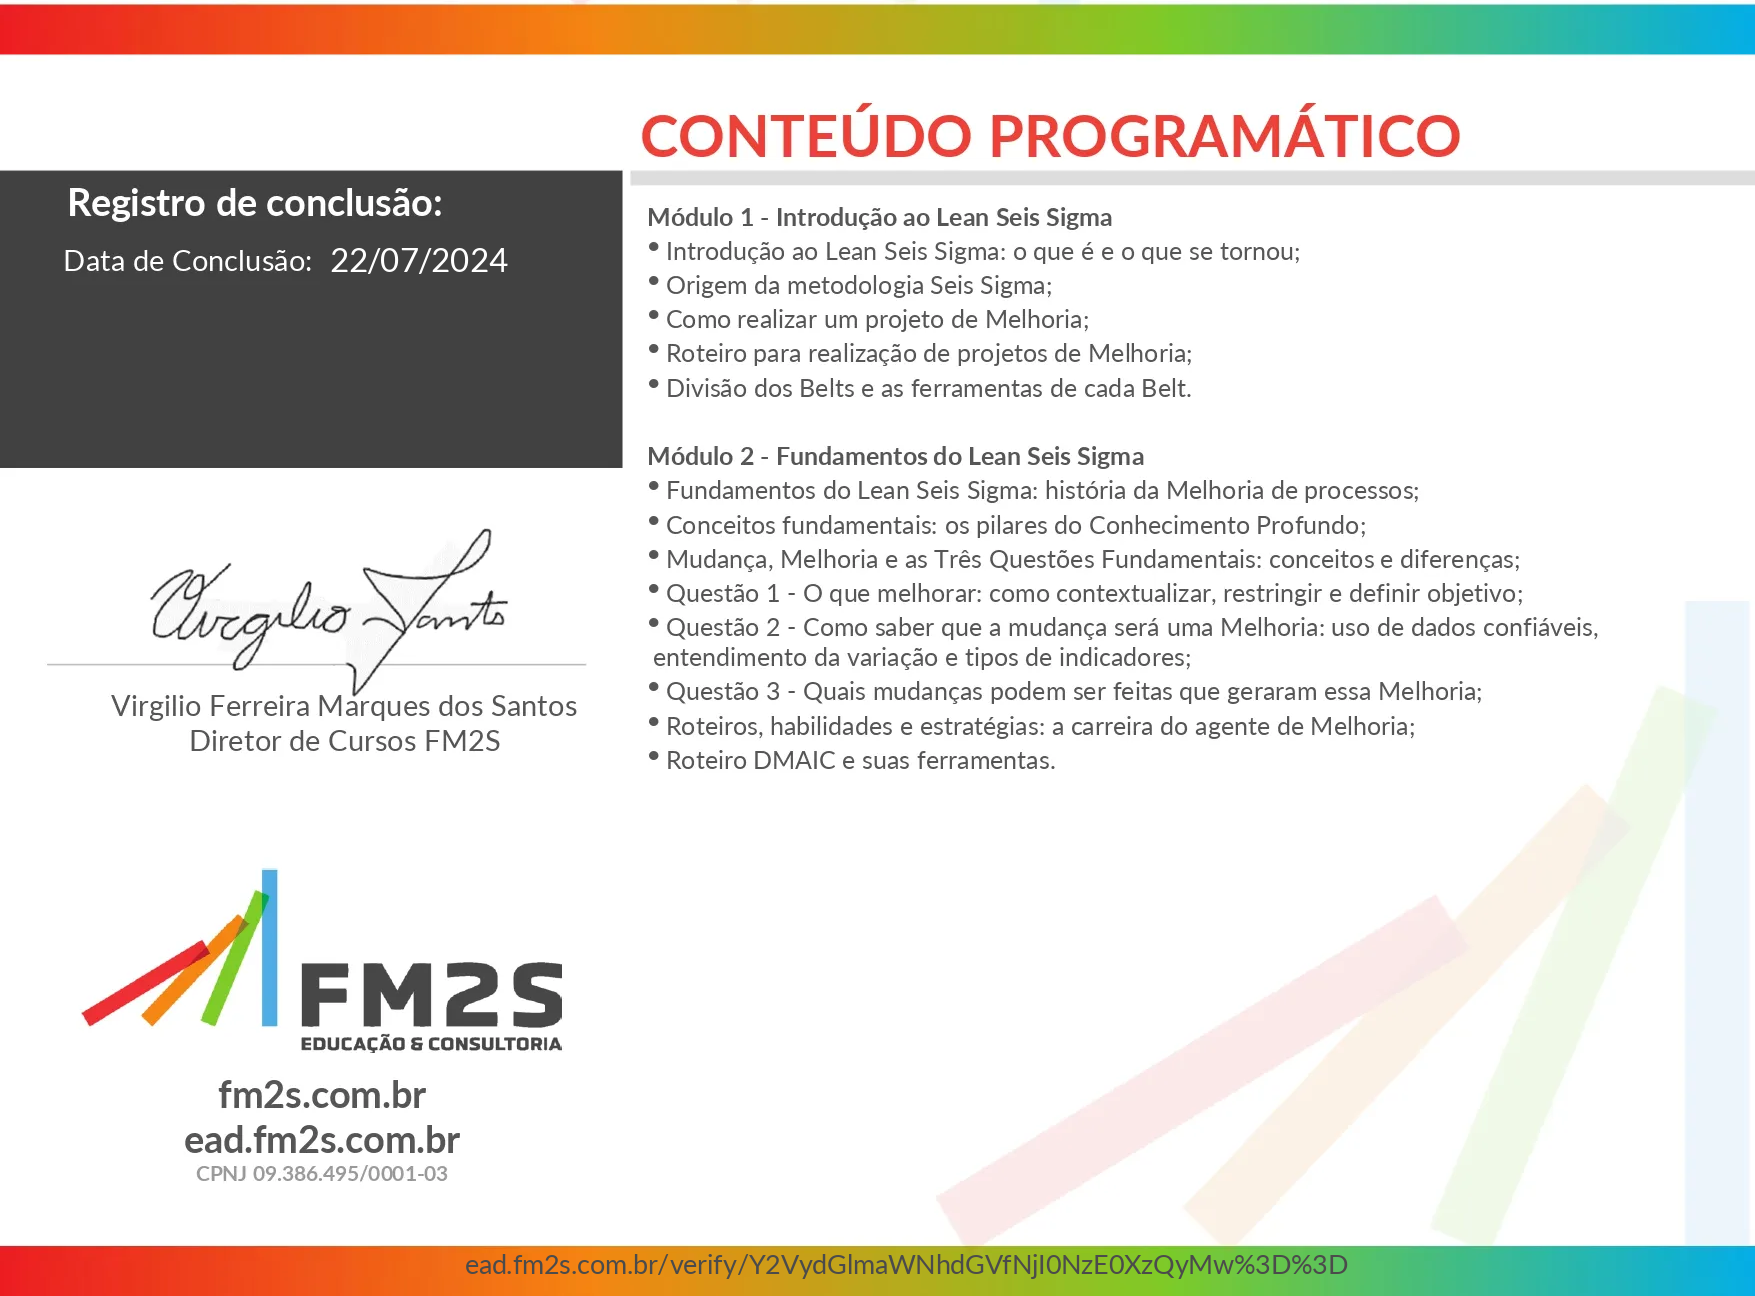 CONTEÚDO PROGRAMÁTICO
Registro de conclusão:
Data de Conclusão: 22/07/2024
Módulo 1 - Introdução ao Lean Seis Sigma
• Introdução ao Lean Seis Sigma: o que é e o que se tornou;
• Origem da metodologia Seis Sigma;
• Como realizar um projeto de Melhoria;
• Roteiro para realização de projetos de Melhoria;
• Divisão dos Belts e as ferramentas de cada Belt.
Módulo 2 - Fundamentos do Lean Seis Sigma
• Fundamentos do Lean Seis Sigma: história da Melhoria de processos;
• Conceitos fundamentais: os pilares do Conhecimento Profundo;
• Mudança, Melhoria e as Três Questões Fundamentais: conceitos e diferenças;
• Questão 1 - O que melhorar: como contextualizar, restringir e definir objetivo;
• Questão 2 - Como saber que a mudança será uma Melhoria: uso de dados confiáveis,
entendimento da variação e tipos de indicadores;
• Questão 3 - Quais mudanças podem ser feitas que geraram essa Melhoria;
• Roteiros, habilidades e estratégias: a carreira do agente de Melhoria;
• Roteiro DMAIC e suas ferramentas.
Virgilio Santo
Virgilio Ferreira Marques dos Santos
Diretor de Cursos FM2S
FM2S
EDUCAÇÃO & CONSULTORIA
fm2s.com.br
ead.fm2s.com.br
CPNJ 09.386.495/0001-03
ead.fm2s.com.br/verify/Y2VydGlmaWNhdGVfNjI0NzE0XzQyMw%3D%3D